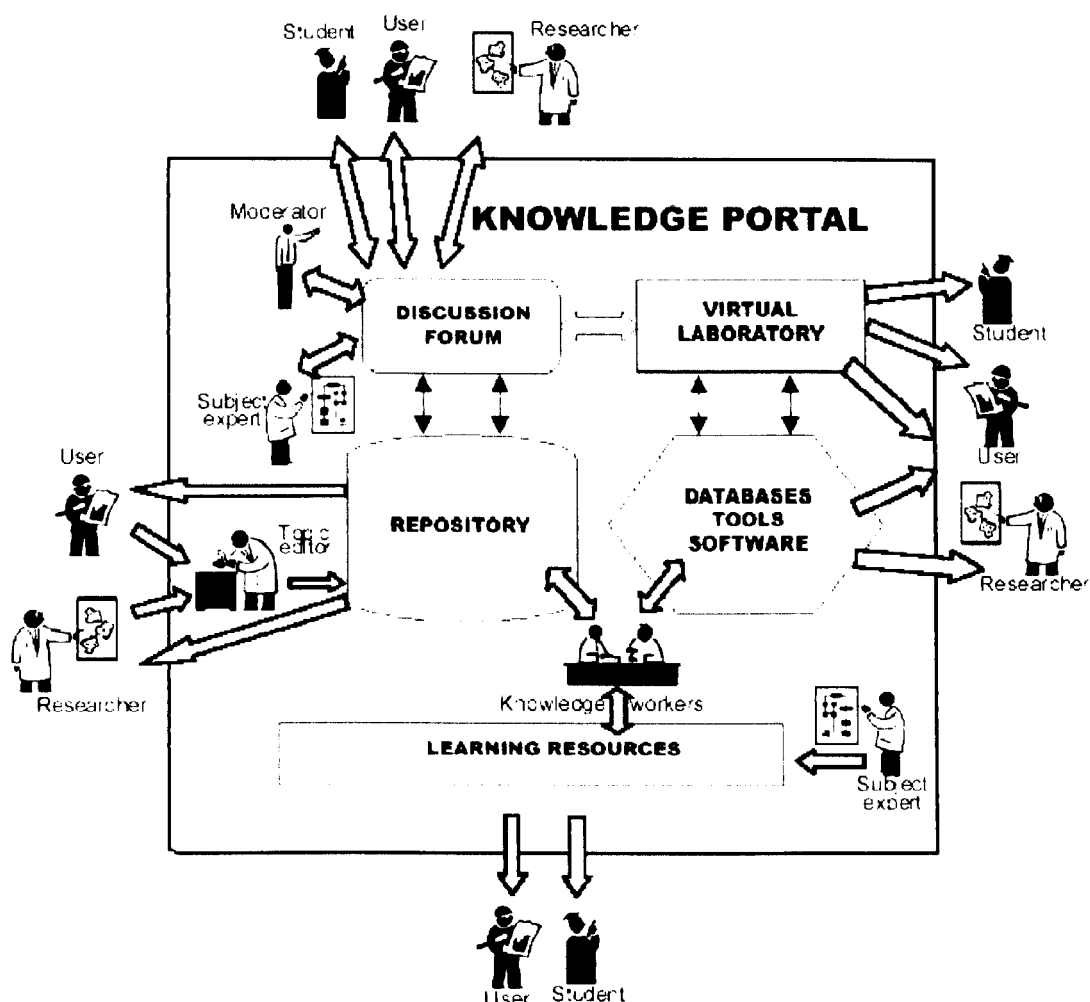 Student
User
Researcher
KNOWLEDGE PORTAL
Moderator
DISCUSSION
FORUM
VIRTUAL
LABORATORY
Student
Subject
expert
User
User
REPOSITORY
Topic
editor
DATABASES
TOOLS
SOFTWARE
Researcher
Researcher
Knowledge workers
LEARNING RESOURCES
Subject
expert
User
Student